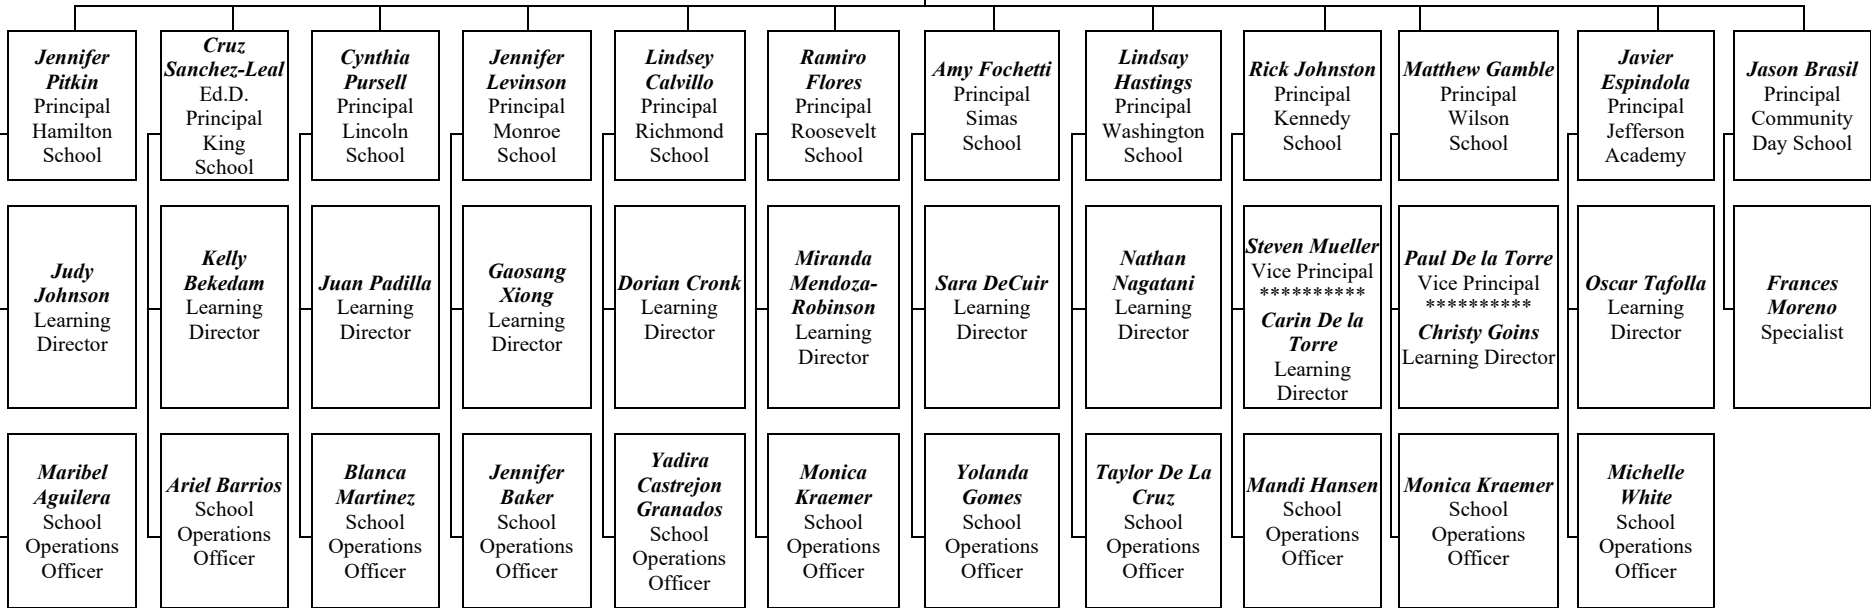 Jennifer
Pitkin
Principal
Hamilton
School
Cruz
Sanchez-Leal
Ed.D.
Principal
King
School
Cynthia
Pursell
Principal
Lincoln
School
Jennifer
Levinson
Principal
Monroe
School
Lindsey
Calvillo
Principal
Richmond
School
Ramiro
Flores
Principal
Roosevelt
School
Amy Fochetti
Principal
Simas
School
Lindsay
Hastings
Principal
Washington
School
Rick Johnston
Principal
Kennedy
School
Matthew Gamble
Principal
Wilson
School
Javier
Espindola
Principal
Jefferson
Academy
Jason Brasil
Principal
Community
Day School
Judy
Johnson
Learning
Director
Kelly
Bekedam
Learning
Director
Juan Padilla
Learning
Director
Gaosang
Xiong
Learning
Director
Dorian Cronk
Learning
Director
Miranda
Mendoza-
Robinson
Learning
Director
Sara DeCuir
Learning
Director
Nathan
Nagatani
Learning
Director
Steven Mueller
Vice Principal
**********
Carin De la
Torre
Learning
Director
Paul De la Torre
Vice Principal
**********
Christy Goins
Learning Director
Oscar Tafolla
Learning
Director
Frances
Moreno
Specialist
Maribel
Aguilera
School
Operations
Officer
Ariel Barrios
School
Operations
Officer
Blanca
Martinez
School
Operations
Officer
Jennifer
Baker
School
Operations
Officer
Yadira
Castrejon
Granados
School
Operations
Officer
Monica
Kraemer
School
Operations
Officer
Yolanda
Gomes
School
Operations
Officer
Taylor De La
Cruz
School
Operations
Officer
Mandi Hansen
School
Operations
Officer
Monica Kraemer
School
Operations
Officer
Michelle
White
School
Operations
Officer